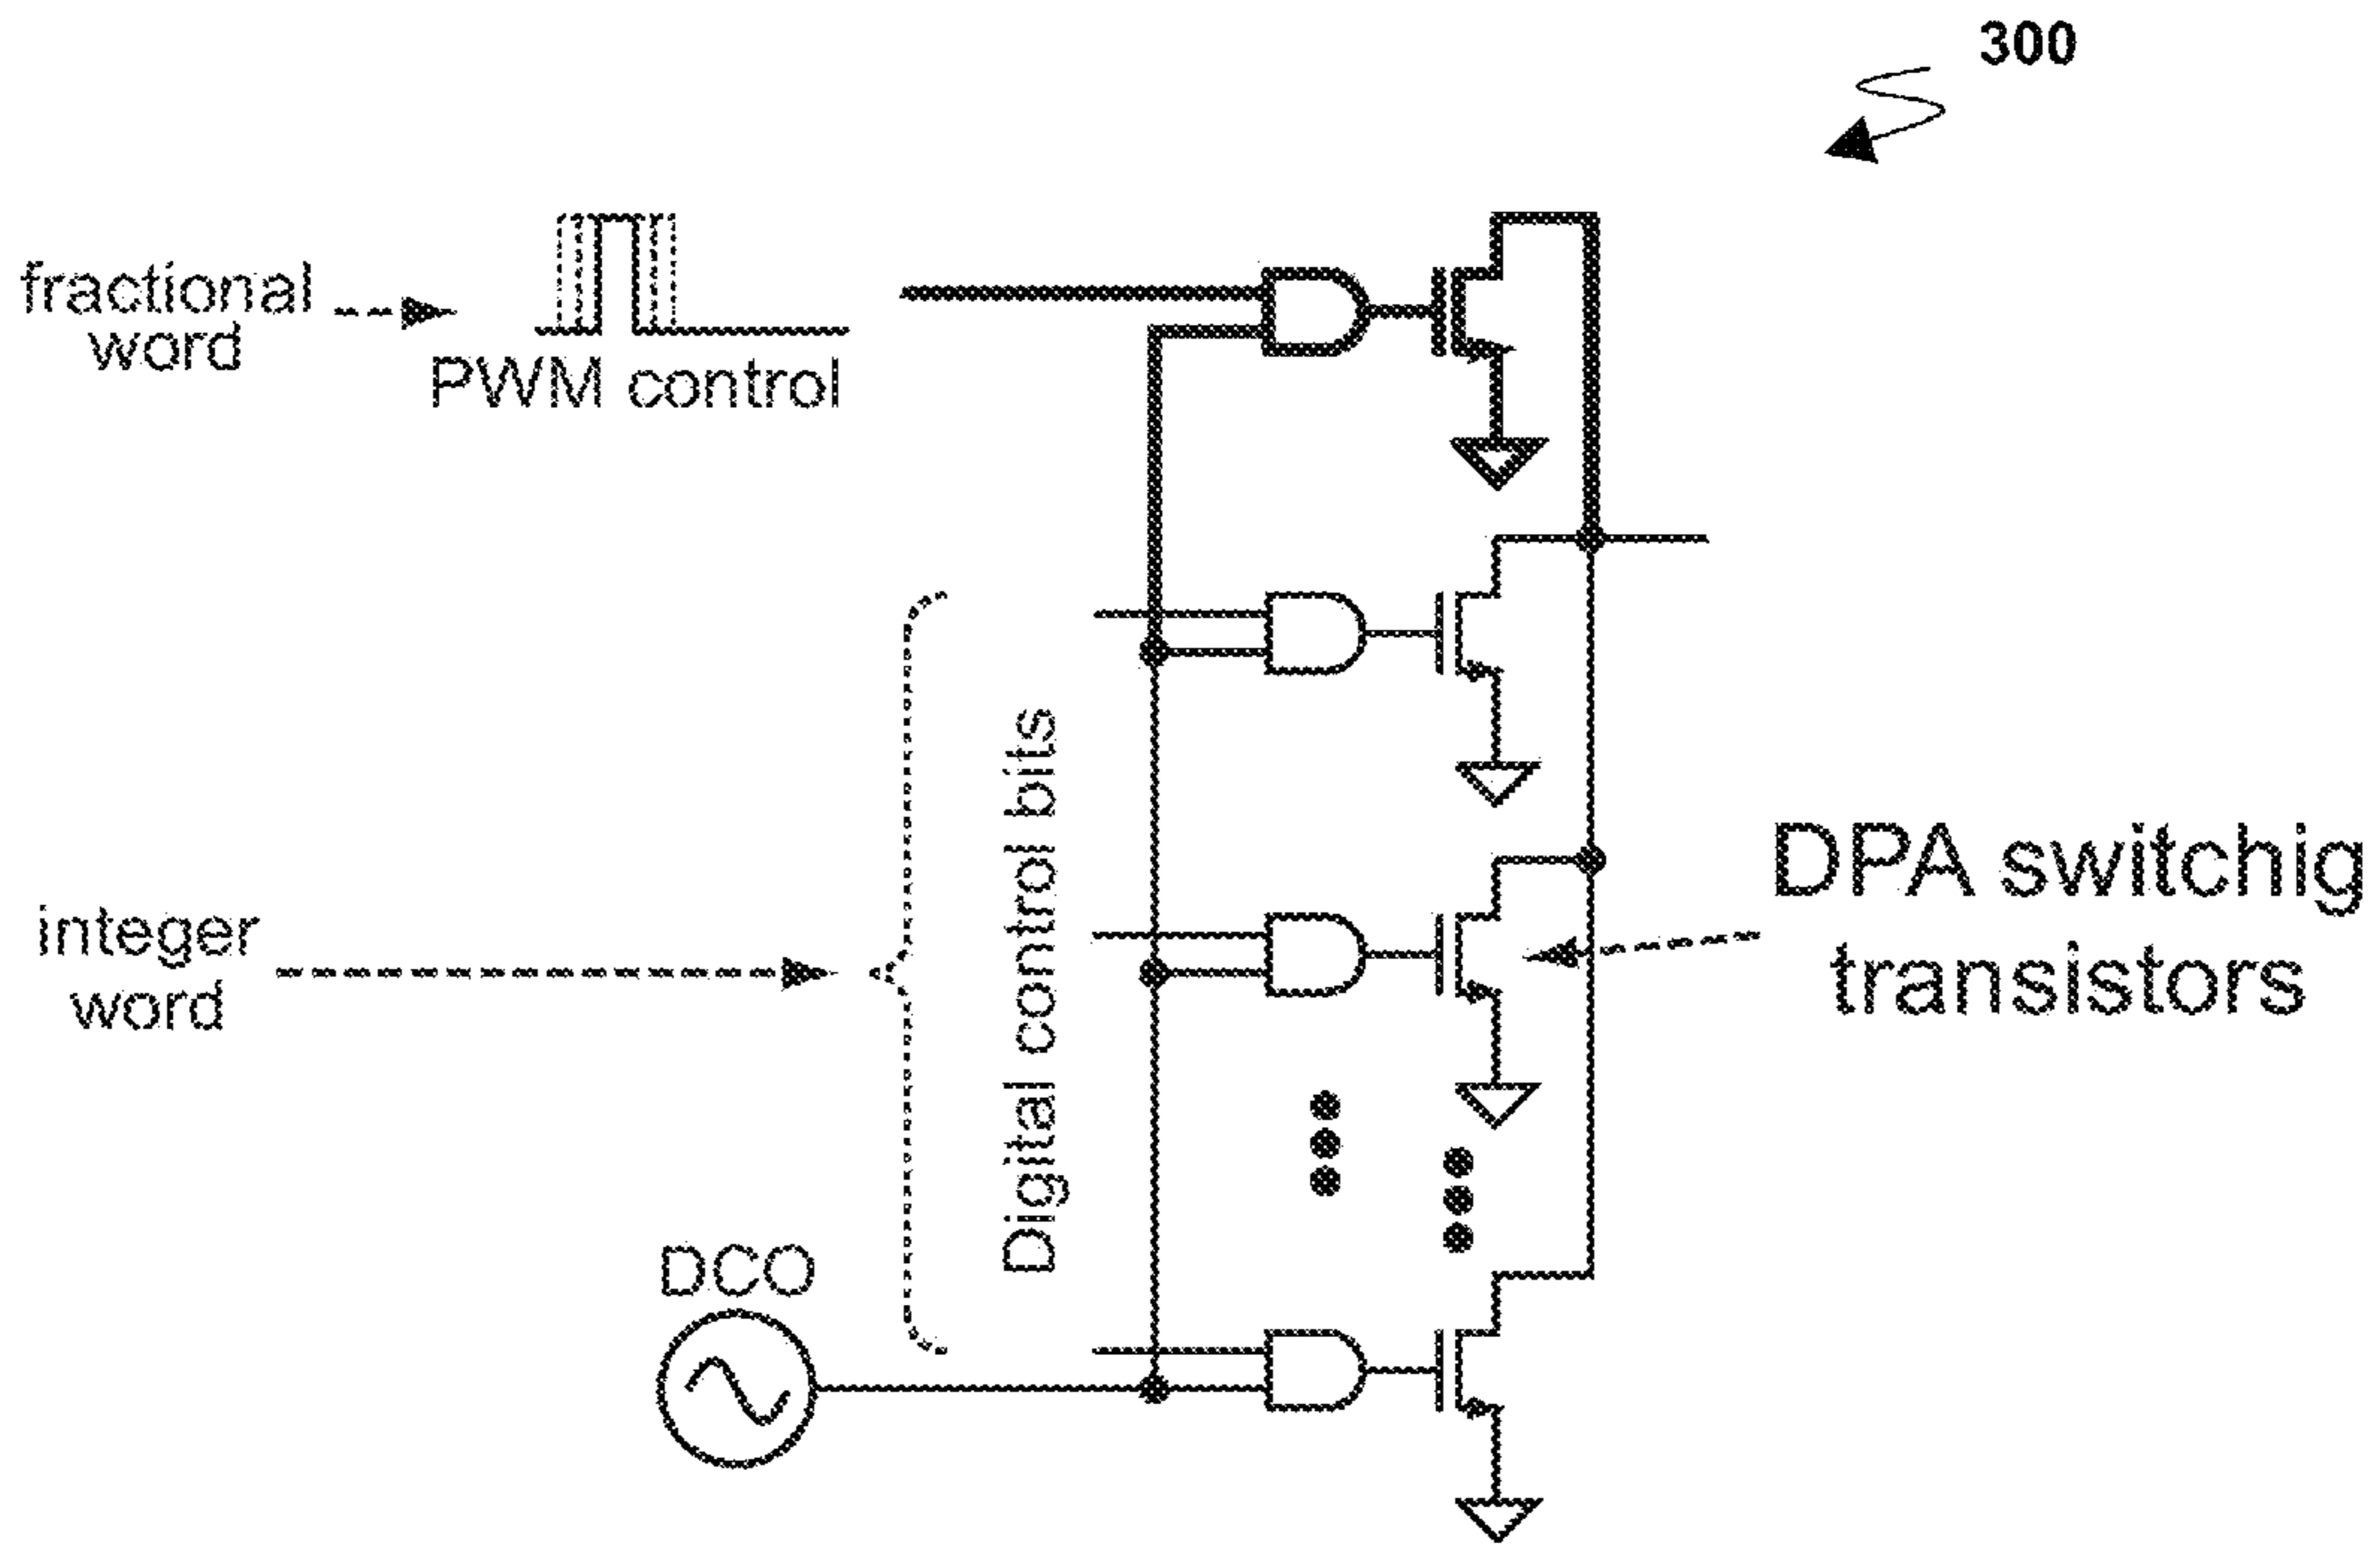 300
fractional
word
PWM control
Digital control bits
integer
word
DPA switchig
transistors
DCO